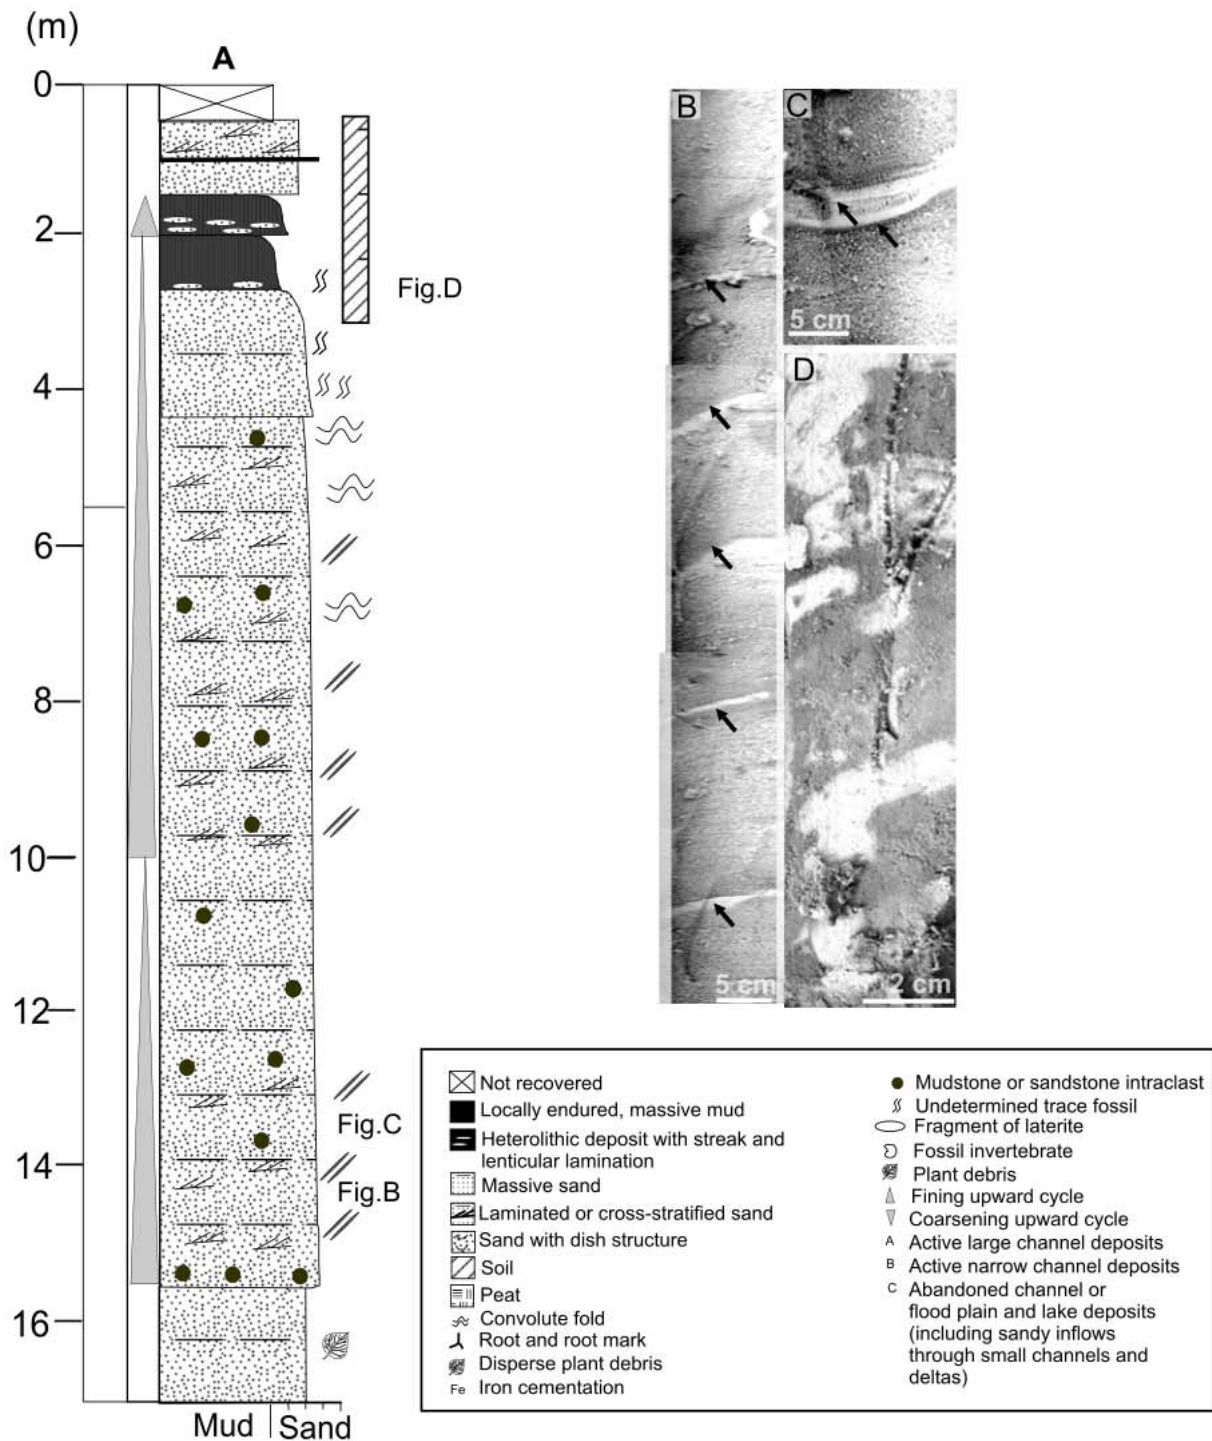 (m)
A
0
2
4
6
8
10
12
14
16
Fig.D
Fig.C
Fig.B
Mud
Sand
B
C
5 cm
D
5 cm
2 cm
Not recovered
Locally endured, massive mud
Heterolithic deposit with streak and
lenticular lamination
Massive sand
Laminated or cross-stratified sand
Sand with dish structure
Soil
Peat
Convolute fold
Root and root mark
Disperse plant debris
Fe Iron cementation
Mudstone or sandstone intraclast
Undetermined trace fossil
Fragment of laterite
Fossil invertebrate
Plant debris
Fining upward cycle
Coarsening upward cycle
A Active large channel deposits
B Active narrow channel deposits
C Abandoned channel or
flood plain and lake deposits
(including sandy inflows
through small channels and
deltas)